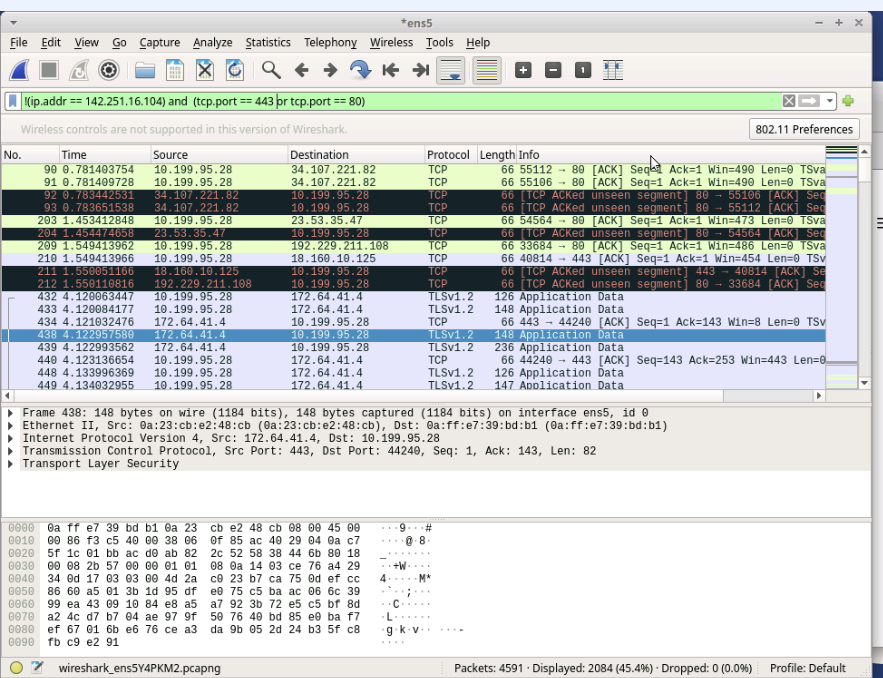 *ens5
File Edit View Go Capture Analyze Statistics Telephony Wireless Tools Help
!(ip.addr == 142.251.16.104) and (tcp.port == 443 or tcp.port == 80)
Wireless controls are not supported in this version of Wireshark. 802.11 Preferences
No. Time Source Destination Protocol Length Info
90 0.781403754 10.199.95.28 34.107.221.82 TCP 66 55112 → 80 [ACK] Seq=1 Ack=1 Win=490 Len=0 TSva
91 0.781409728 10.199.95.28 34.107.221.82 TCP 66 55106 → 80 [ACK] Seq=1 Ack=1 Win=490 Len=0 TSva
92 0.783442531 34.107.221.82 10.199.95.28 TCP 66 [TCP ACKed unseen segment] 80 → 55106 [ACK] Seq
93 0.783651538 34.107.221.82 10.199.95.28 TCP 66 [TCP ACKed unseen segment] 80 → 55112 [ACK] Seq
203 1.453412848 10.199.95.28 23.53.35.47 TCP 66 54564 → 80 [ACK] Seq=1 Ack=1 Win=473 Len=0 TSva
204 1.454474658 23.53.35.47 10.199.95.28 TCP 66 [TCP ACKed unseen segment] 80 → 54564 [ACK] Seq
209 1.549413962 10.199.95.28 192.229.211.108 TCP 66 33684 → 80 [ACK] Seq=1 Ack=1 Win=486 Len=0 TSva
210 1.549413966 10.199.95.28 18.160.10.125 TCP 66 40814 → 443 [ACK] Seq=1 Ack=1 Win=454 Len=0 TSv
211 1.550051166 18.160.10.125 10.199.95.28 TCP 66 [TCP ACKed unseen segment] 443 → 40814 [ACK] Se
212 1.550110816 192.229.211.108 10.199.95.28 TCP 66 [TCP ACKed unseen segment] 80 → 33684 [ACK] Seq
432 4.120063447 10.199.95.28 172.64.41.4 TLSv1.2 126 Application Data
433 4.120084177 10.199.95.28 172.64.41.4 TLSv1.2 148 Application Data
434 4.121032476 172.64.41.4 10.199.95.28 TCP 66 443 → 44240 [ACK] Seq=1 Ack=143 Win=8 Len=0 TSv
438 4.122957580 172.64.41.4 10.199.95.28 TLSv1.2 148 Application Data
439 4.122993562 172.64.41.4 10.199.95.28 TLSv1.2 236 Application Data
440 4.123136654 10.199.95.28 172.64.41.4 TCP 66 44240 → 443 [ACK] Seq=143 Ack=253 Win=443 Len=0
448 4.133996369 10.199.95.28 172.64.41.4 TLSv1.2 126 Application Data
449 4.134032955 10.199.95.28 172.64.41.4 TLSv1.2 147 Application Data
Frame 438: 148 bytes on wire (1184 bits), 148 bytes captured (1184 bits) on interface ens5, id 0
Ethernet II, Src: 0a:23:cb:e2:48:cb (0a:23:cb:e2:48:cb), Dst: 0a:ff:e7:39:bd:b1 (0a:ff:e7:39:bd:b1)
Internet Protocol Version 4, Src: 172.64.41.4, Dst: 10.199.95.28
Transmission Control Protocol, Src Port: 443, Dst Port: 44240, Seq: 1, Ack: 143, Len: 82
Transport Layer Security
0000 0a ff e7 39 bd b1 0a 23 cb e2 48 cb 08 00 45 00 ···9···#
0010 00 86 f3 c5 40 00 38 06 0f 85 ac 40 29 04 0a c7 ····@·8·
0020 5f 1c 01 bb ac d0 ab 82 2c 52 58 38 44 6b 80 18 _·······
0030 00 08 2b 57 00 00 01 01 08 0a 14 03 ce 76 a4 29 ··+W····
0040 34 0d 17 03 03 00 4d 2a c0 23 b7 ca 75 0d ef cc 4·····M*
0050 86 60 a5 01 3b 1d 95 df e0 75 c5 ba ac 06 6c 39 ·`··;···
0060 99 ea 43 09 10 84 e8 a5 a7 92 3b 72 e5 c5 bf 8d ··C·····
0070 a2 4c d7 b7 04 ae 97 9f 50 76 40 bd 85 e0 ba f7 ·L······
0080 ef 67 01 6b e6 76 ce a3 da 9b 05 2d 24 b3 5f c8 ·g·k·v·· ···-
0090 fb c9 e2 91 ····
wireshark_ens5Y4PKM2.pcapng Packets: 4591 · Displayed: 2084 (45.4%) · Dropped: 0 (0.0%) Profile: Default